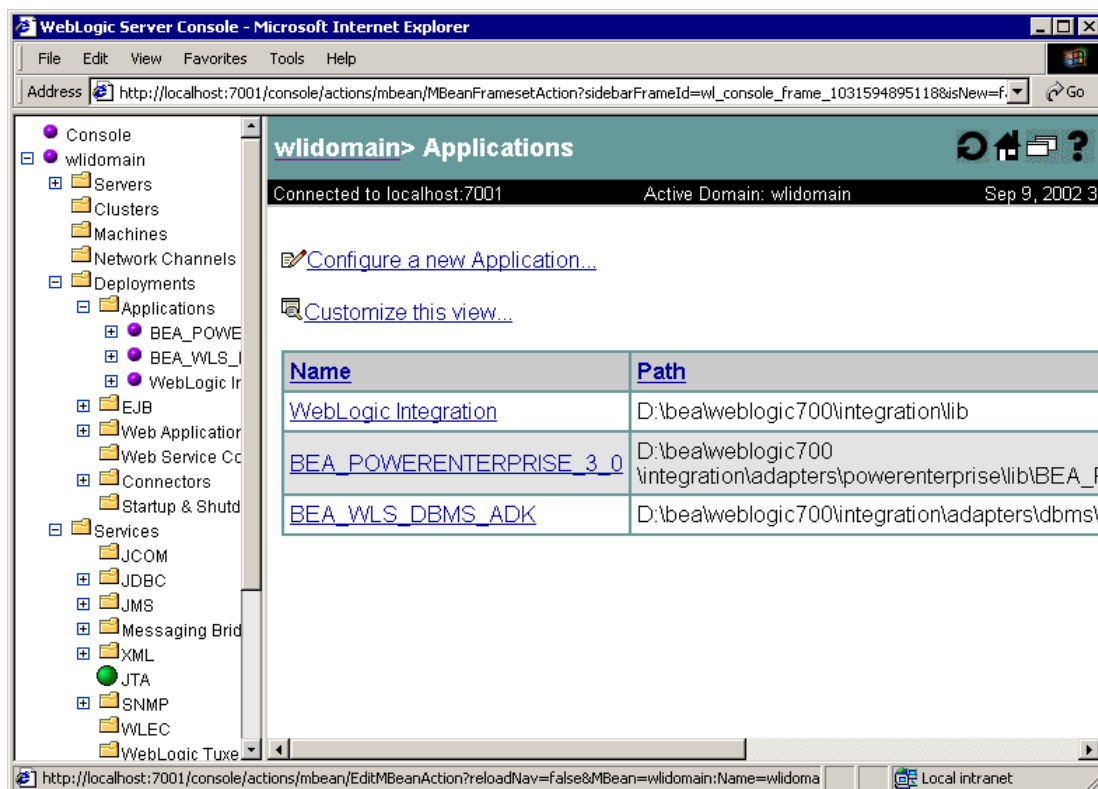 WebLogic Server Console - Microsoft Internet Explorer
File Edit View Favorites Tools Help
Address http://localhost:7001/console/actions/mbean/MBeanFramesetAction?sidebarFrameId=wl_console_frame_1031594895118&isNew=f Go
Console
wlidomain
Servers
Clusters
Machines
Network Channels
Deployments
Applications
BEA_POWE
BEA_WLS_
WebLogic Ir
EJB
Web Applicatior
Web Service Cc
Connectors
Startup & Shutd
Services
JCOM
JDBC
JMS
Messaging Brid
XML
JTA
SNMP
WLEC
WebLogic Tuxe
wlidomain> Applications
?
Connected to localhost:7001 Active Domain: wlidomain Sep 9, 2002 3
Configure a new Application...
Customize this view...
Name Path
WebLogic Integration D:\bea\weblogic700\integration\lib
BEA_POWERENTERPRISE_3_0 D:\bea\weblogic700
\integration\adapters\powerenterprise\lib\BEA_
BEA_WLS_DBMS_ADK D:\bea\weblogic700\integration\adapters\dbms\
http://localhost:7001/console/actions/mbean/EditMBeanAction?reloadNav=false&MBean=wlidomain:Name=wlidoma Local intranet